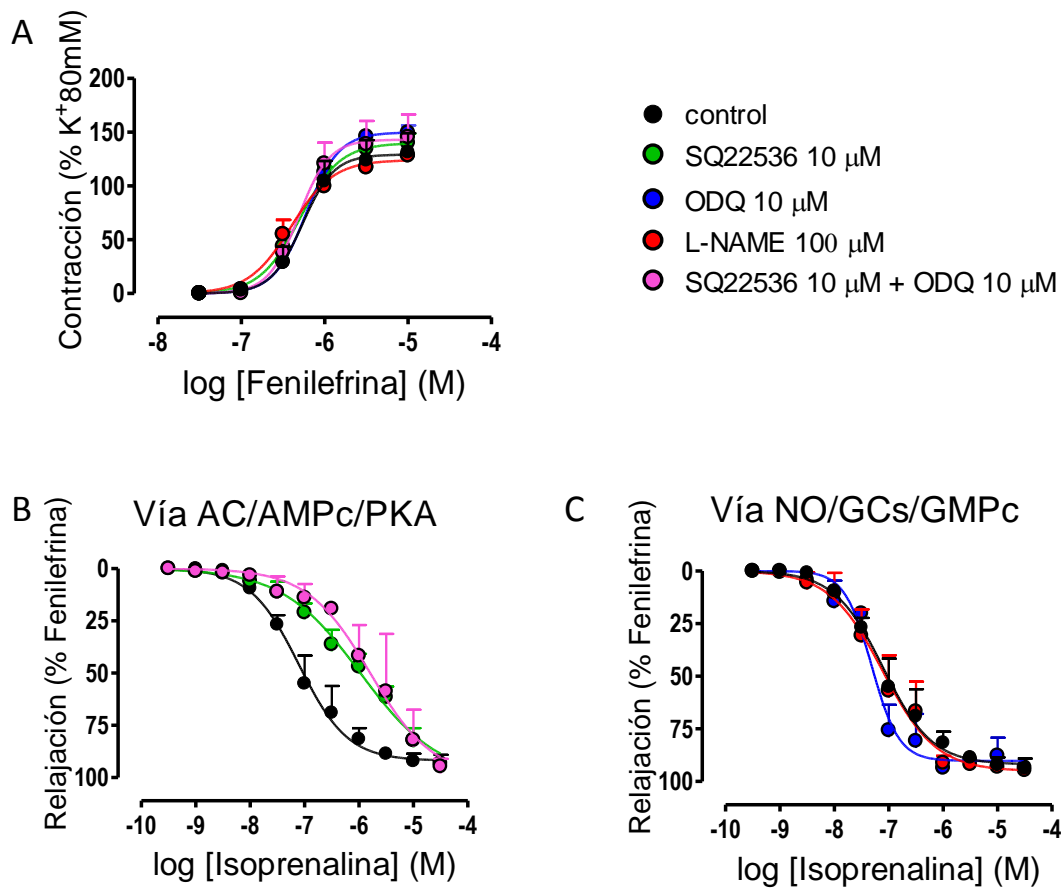 A
Contracción (% K+80mM)
200
150
100
50
0
-8
-7
-6
-5
-4
log [Fenilefrina] (M)
control
SQ22536 10 μM
ODQ 10 μM
L-NAME 100 μM
SQ22536 10 μM + ODQ 10 μM
B
Vía AC/AMPc/PKA
Relajación (% Fenilefrina)
0
25
50
75
100
-10
-9
-8
-7
-6
-5
-4
log [Isoprenalina] (M)
C
Vía NO/GCs/GMPc
Relajación (% Fenilefrina)
0
25
50
75
100
-10
-9
-8
-7
-6
-5
-4
log [Isoprenalina] (M)